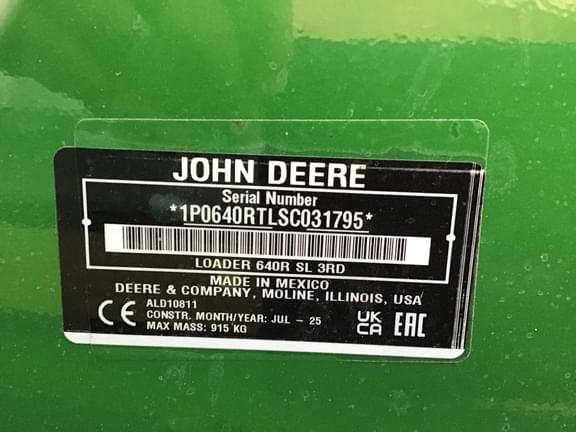 JOHN DEERE
Serial Number
*1P0640RTLSC031795*
LOADER 640R SL 3RD
MADE IN MEXICO
DEERE & COMPANY, MOLINE, ILLINOIS, USA
ALD10811
CONSTR. MONTH/YEAR: JUL - 25
MAX MASS: 915 KG
CE
UK
CA
EAC